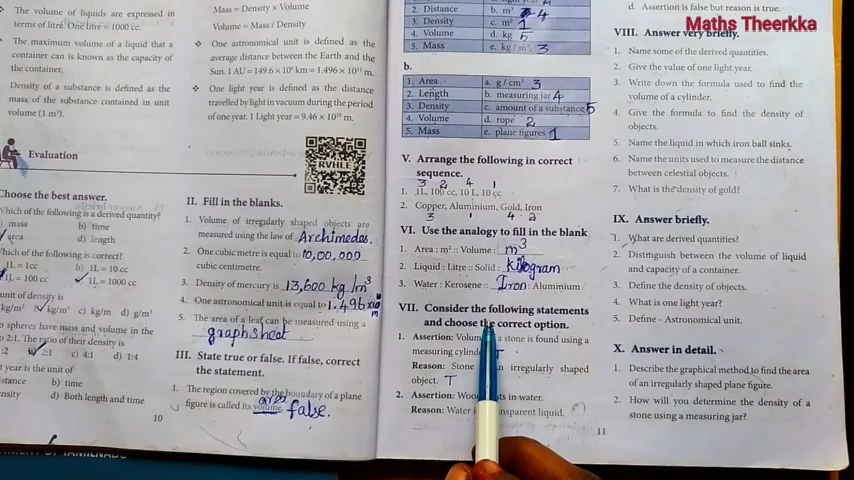 The volume of liquids are expressed in
terms of litre. One litre = 1000 cc.
The maximum volume of a liquid that a
container can is known as the capacity of
the container.
Density of a substance is defined as the
mass of the substance contained in unit
volume (1 m³).
Evaluation
Choose the best answer.
Which of the following is a derived quantity?
mass b) time
area d) length
Which of the following is correct?
1L = 1cc b) 1L = 10 cc
1L = 100 cc 1L = 1000 cc
unit of density is
kg/m² kg/m³ c) kg/m d) g/m³
spheres have mass and volume in the
2:1. The ratio of their density is
:2 2:1 c) 4:1 d) 1:4
year is the unit of
b) time
d) Both length and time
10
Mass = Density x Volume
Volume = Mass / Density
One astronomical unit is defined as the
average distance between the Earth and the
Sun. 1 AU = 149.6 × 10⁶ km = 1.496 × 10¹¹ m.
One light year is defined as the distance
travelled by light in vacuum during the period
of one year. 1 Light year = 9.46 × 10¹⁵ m.
RVHLE
II. Fill in the blanks.
1. Volume of irregularly shaped objects are
measured using the law of Archimedes.
2. One cubic metre is equal to 10,00,000
cubic centimetre.
3. Density of mercury is 13,600 kg/m³
4. One astronomical unit is equal to 1.496
5. The area of a leaf can be measured using a
graph sheet
III. State true or false. If false, correct
the statement.
1. The region covered by the boundary of a plane
area
figure is called its volume false.
2. Distance b. m³ 4
3. Density c. m² 1
4. Volume d. kg 5
5. Mass e. kg / m³ 3
b.
1. Area a. g / cm³ 3
2. Length b. measuring jar 4
3. Density c. amount of a substance 5
4. Volume d. rope 2
5. Mass e. plane figures 1
V. Arrange the following in correct
sequence.
3 2 4 1
1. 1L, 100 cc, 10 L, 10 cc
2. Copper, Aluminium, Gold, Iron
3 1 4 2
VI. Use the analogy to fill in the blank
1. Area : m² :: Volume : m³
2. Liquid : Litre :: Solid : kilogram
3. Water : Kerosene :: Iron : Aluminium
VII. Consider the following statements
and choose the correct option.
1. Assertion: Volume a stone is found using a
measuring cylind T
Reason: Stone an irregularly shaped
object. T
2. Assertion: Wood in water.
Reason: Water transparent liquid.
11
Maths Theerkka
d. Assertion is false but reason is true.
VIII. Answer very briefly.
1. Name some of the derived quantities.
2. Give the value of one light year.
3. Write down the formula used to find the
volume of a cylinder.
4. Give the formula to find the density of
objects.
5. Name the liquid in which iron ball sinks.
6. Name the units used to measure the distance
between celestial objects.
7. What is the density of gold?
IX. Answer briefly.
1. What are derived quantities?
2. Distinguish between the volume of liquid
and capacity of a container.
3. Define the density of objects.
4. What is one light year?
5. Define - Astronomial unit.
X. Answer in detail.
1. Describe the graphical method to find the area
of an irregularly shaped plane figure.
2. How will you determine the density of a
stone using a measuring jar?